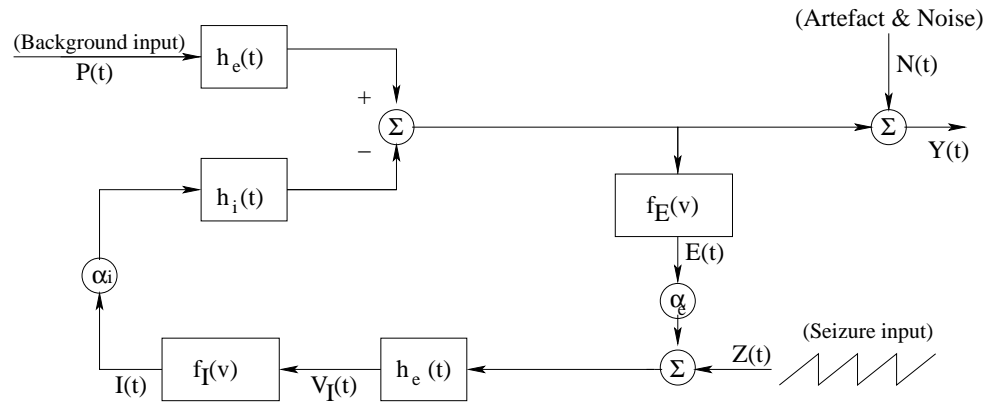 (Artefact & Noise)
(Background input)
h_e(t)
P(t)
N(t)
+
Σ
Σ
−
Y(t)
h_i(t)
f_E(v)
E(t)
α_i
α_e
(Seizure input)
Z(t)
f_I(v)
h_e (t)
Σ
I(t)
V_I(t)